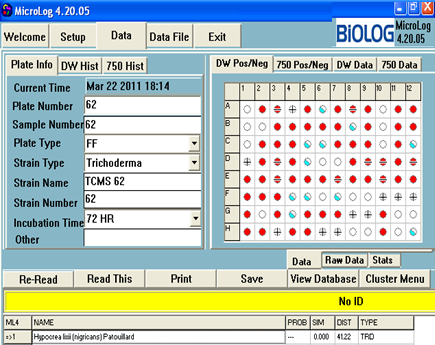 MicroLog 4.20.05
Welcome Setup Data Data File Exit
BiOLOG MicroLog
4.20.05
Plate Info DW Hist 750 Hist
Current Time Mar 22 2011 18:14
Plate Number 62
Sample Number 62
Plate Type FF
Strain Type Trichoderma
Strain Name TCMS 62
Strain Number 62
Incubation Time 72 HR
Other
DW Pos/Neg 750 Pos/Neg DW Data 750 Data
1 2 3 4 5 6 7 8 9 10 11 12
A
B
C
D
E
F
G
H
Data Raw Data Stats
Re-Read Read This Print Save View Database Cluster Menu
No ID
ML4 NAME PROB SIM DIST TYPE
=>1 Hypocrea lixii (nigricans) Patouillard --- 0.000 41.22 TRD